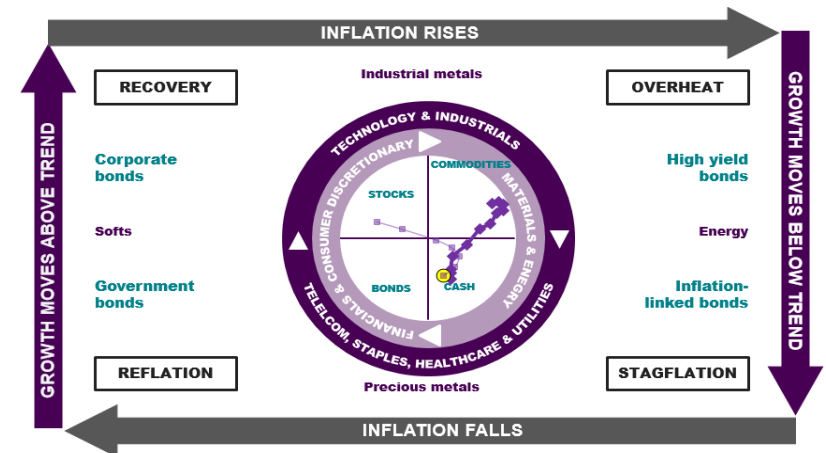 INFLATION RISES
GROWTH MOVES ABOVE TREND
RECOVERY
Industrial metals
OVERHEAT
GROWTH MOVES BELOW TREND
TECHNOLOGY & INDUSTRIALS
FINANCIALS & CONSUMER DISCRETIONARY
MATERIALS & ENEGRY
TELELCOM, STAPLES, HEALTHCARE & UTILITIES
Corporate
bonds
COMMODITIES
STOCKS
High yield
bonds
Softs
Energy
Government
bonds
BONDS
CASH
Inflation-
linked bonds
REFLATION
Precious metals
STAGFLATION
INFLATION FALLS